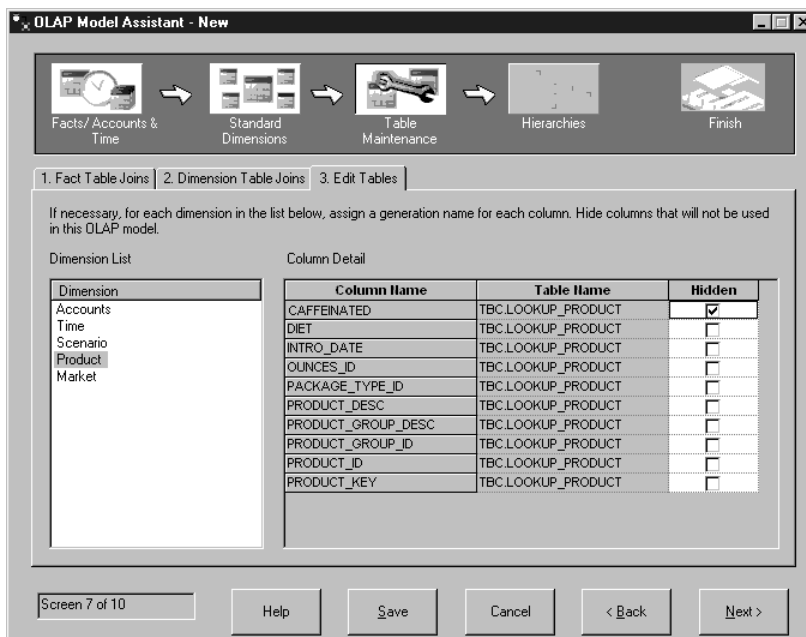 OLAP Model Assistant - New
Facts/ Accounts &
Time
Standard
Dimensions
Table
Maintenance
Hierarchies
Finish
1. Fact Table Joins
2. Dimension Table Joins
3. Edit Tables
If necessary, for each dimension in the list below, assign a generation name for each column. Hide columns that will not be used
in this OLAP model.
Dimension List
Column Detail
Dimension
Accounts
Time
Scenario
Product
Market
Column Name Table Name Hidden
CAFFEINATED TBC.LOOKUP_PRODUCT
DIET TBC.LOOKUP_PRODUCT
INTRO_DATE TBC.LOOKUP_PRODUCT
OUNCES_ID TBC.LOOKUP_PRODUCT
PACKAGE_TYPE_ID TBC.LOOKUP_PRODUCT
PRODUCT_DESC TBC.LOOKUP_PRODUCT
PRODUCT_GROUP_DESC TBC.LOOKUP_PRODUCT
PRODUCT_GROUP_ID TBC.LOOKUP_PRODUCT
PRODUCT_ID TBC.LOOKUP_PRODUCT
PRODUCT_KEY TBC.LOOKUP_PRODUCT
Screen 7 of 10
Help
Save
Cancel
< Back
Next >